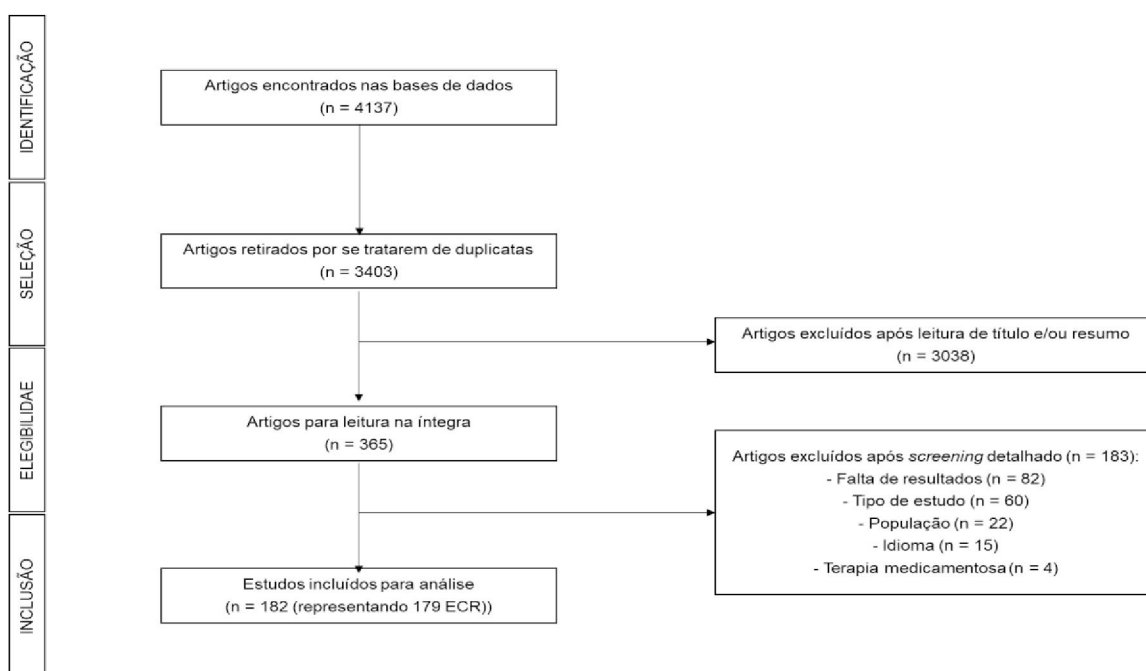 IDENTIFICAÇÃO
Artigos encontrados nas bases de dados
(n = 4137)
SELEÇÃO
Artigos retirados por se tratarem de duplicatas
(n = 3403)
Artigos excluídos após leitura de título e/ou resumo
(n = 3038)
ELEGIBILIDAE
Artigos para leitura na íntegra
(n = 365)
Artigos excluídos após screening detalhado (n = 183):
- Falta de resultados (n = 82)
- Tipo de estudo (n = 60)
- População (n = 22)
- Idioma (n = 15)
- Terapia medicamentosa (n = 4)
INCLUSÃO
Estudos incluídos para análise
(n = 182 (representando 179 ECR))